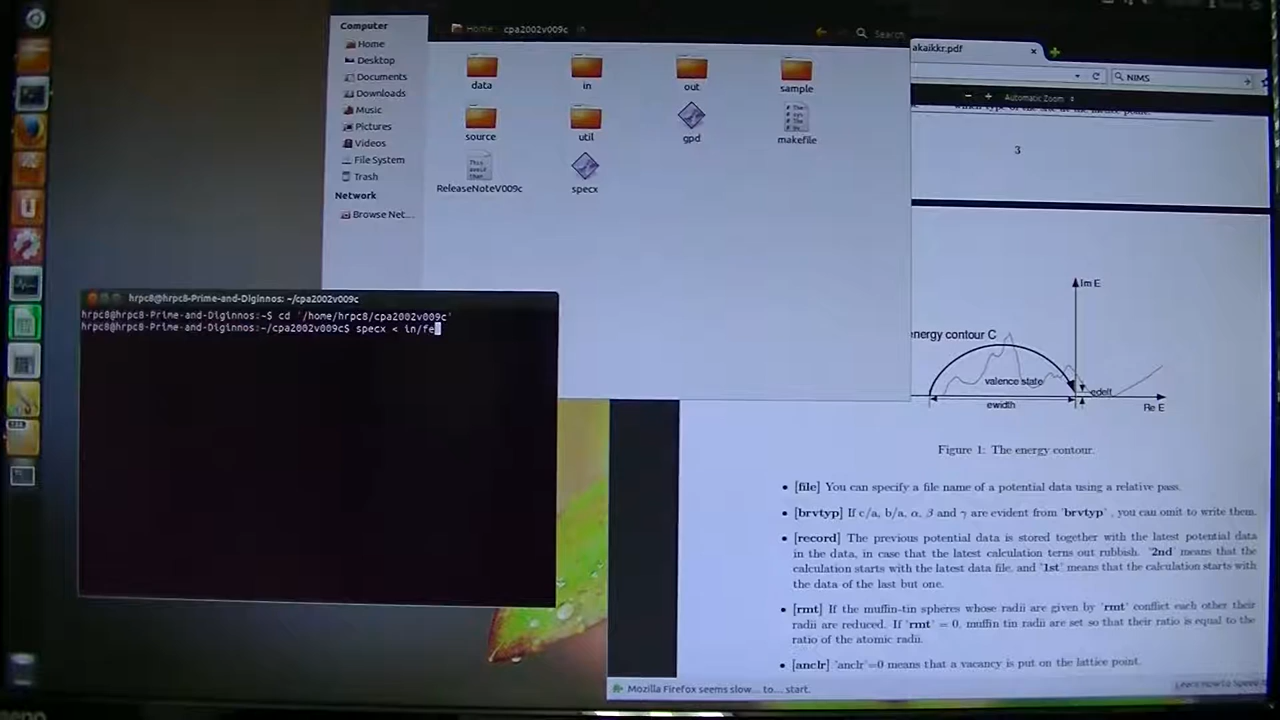 Computer
Home
Desktop
Documents
Downloads
Music
Pictures
Videos
File System
Trash
Network
Browse Net...
Home cpa2002v009c in
Search
data in out sample
source util gpd makefile
ReleaseNoteV009c specx
hrpc8@hrpc8-Prime-and-Diginnos: ~/cpa2002v009c
hrpc8@hrpc8-Prime-and-Diginnos:~$ cd '/home/hrpc8/cpa2002v009c'
hrpc8@hrpc8-Prime-and-Diginnos:~/cpa2002v009c$ specx < in/fe
akaikkr.pdf
NIMS
Automatic Zoom
3
Im E
energy contour C
valence state
edelt
ewidth
Re E
Figure 1: The energy contour.
• [file] You can specify a file name of a potential data using a relative pass.
• [brvtyp] If c/a, b/a, α, β and γ are evident from 'brvtyp' , you can omit to write them.
• [record] The previous potential data is stored together with the latest potential data
in the data, in case that the latest calculation terns out rubbish. '2nd' means that the
calculation starts with the latest data file, and '1st' means that the calculation starts with
the data of the last but one.
• [rmt] If the muffin-tin spheres whose radii are given by 'rmt' conflict each other their
radii are reduced. If 'rmt' = 0, muffin tin radii are set so that their ratio is equal to the
ratio of the atomic radii.
• [anclr] 'anclr'=0 means that a vacancy is put on the lattice point.
Mozilla Firefox seems slow... to... start.